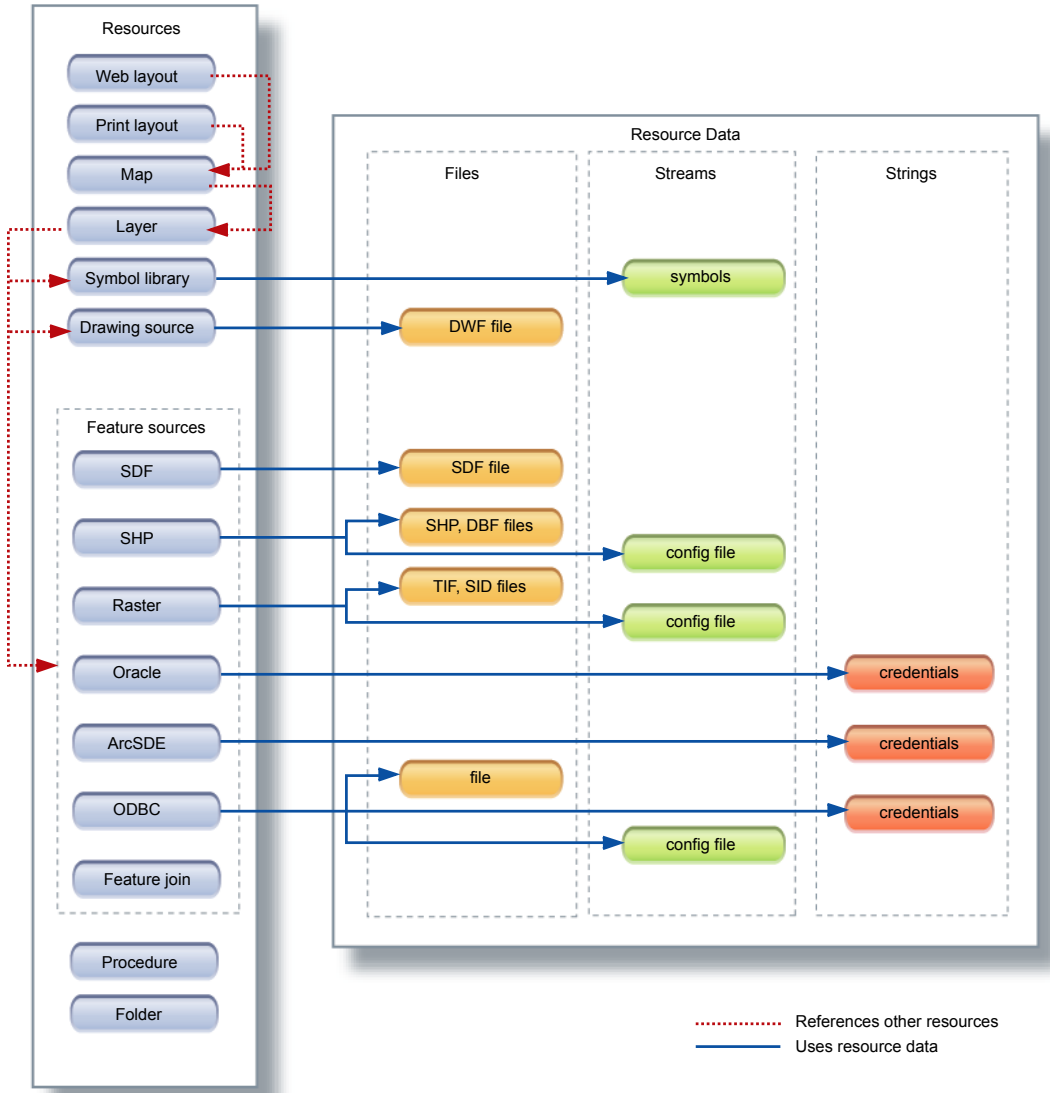 Resources
Web layout
Print layout
Map
Layer
Symbol library
Drawing source
Feature sources
SDF
SHP
Raster
Oracle
ArcSDE
ODBC
Feature join
Procedure
Folder
Resource Data
Files
Streams
Strings
symbols
DWF file
SDF file
SHP, DBF files
config file
TIF, SID files
config file
credentials
credentials
file
credentials
config file
References other resources
Uses resource data